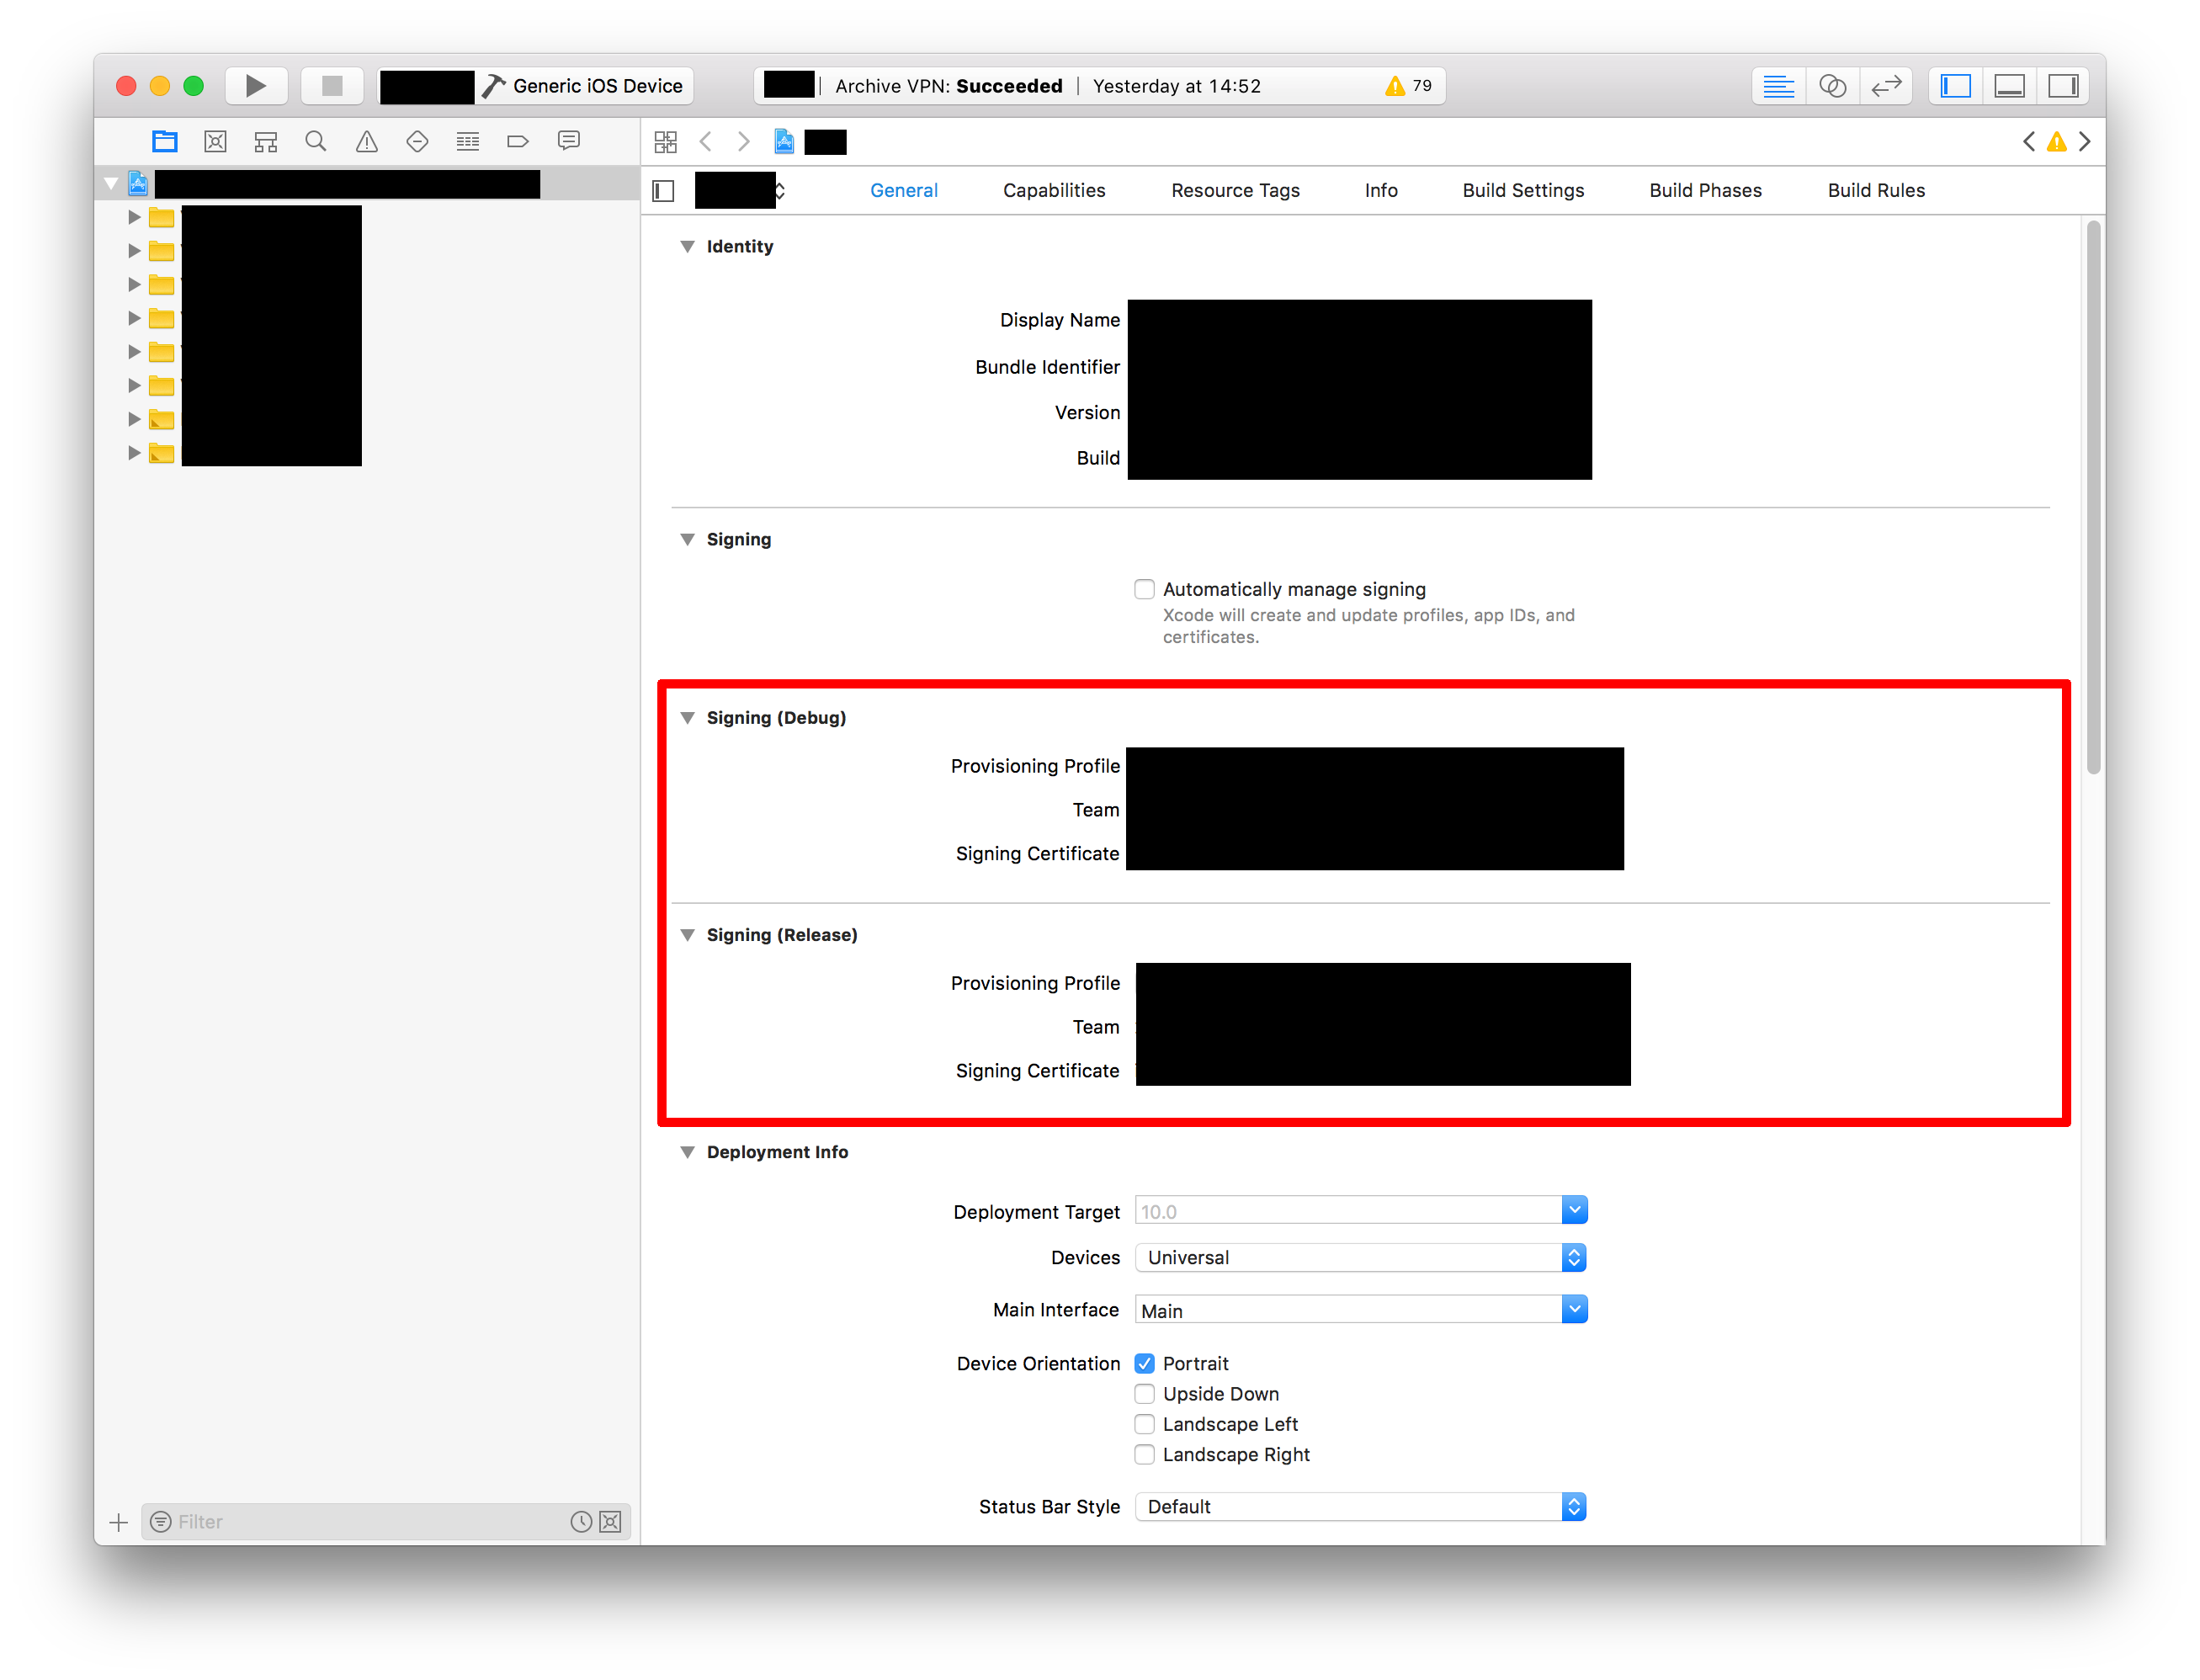 Generic iOS Device
Archive VPN: Succeeded | Yesterday at 14:52
79
General Capabilities Resource Tags Info Build Settings Build Phases Build Rules
Identity
Display Name
Bundle Identifier
Version
Build
Signing
Automatically manage signing
Xcode will create and update profiles, app IDs, and
certificates.
Signing (Debug)
Provisioning Profile
Team
Signing Certificate
Signing (Release)
Provisioning Profile
Team
Signing Certificate
Deployment Info
Deployment Target 10.0
Devices Universal
Main Interface Main
Device Orientation Portrait
Upside Down
Landscape Left
Landscape Right
Status Bar Style Default
Filter